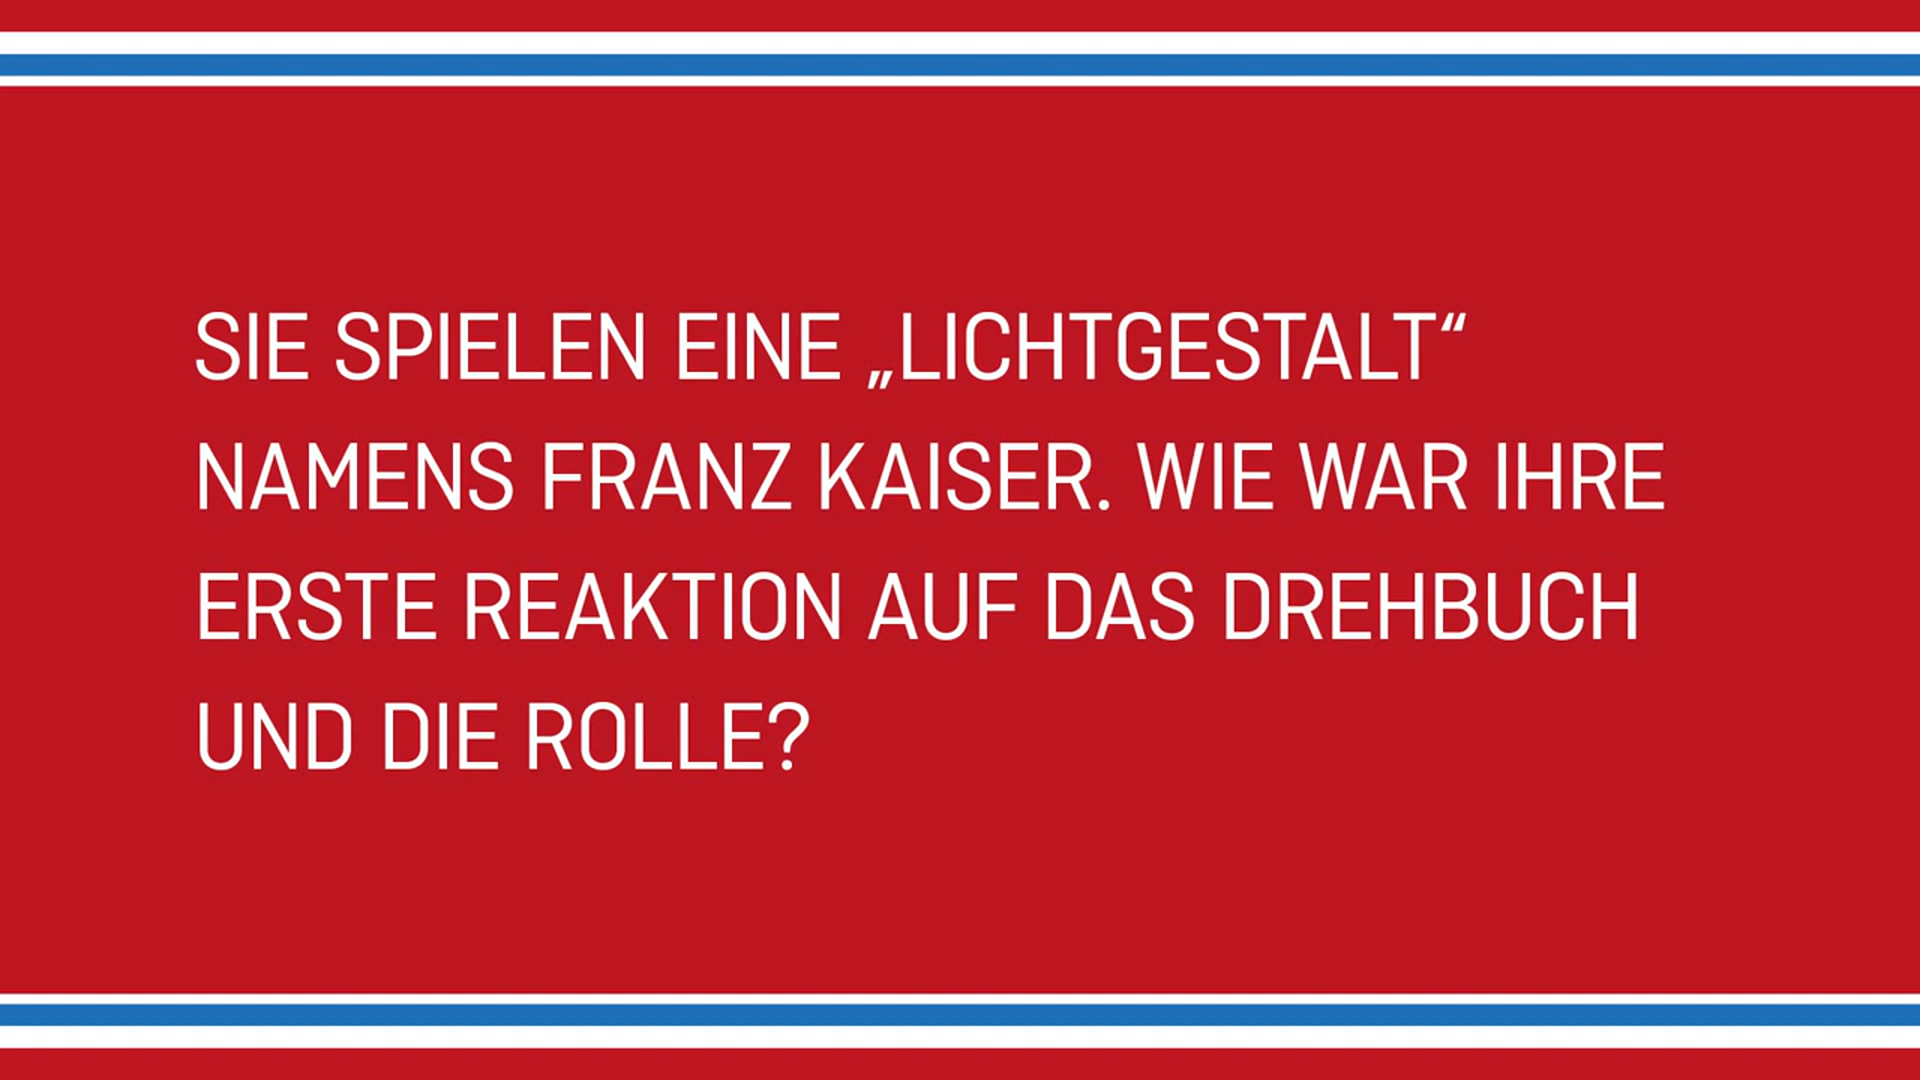 SIE SPIELEN EINE „LICHTGESTALT“
NAMENS FRANZ KAISER. WIE WAR IHRE
ERSTE REAKTION AUF DAS DREHBUCH
UND DIE ROLLE?